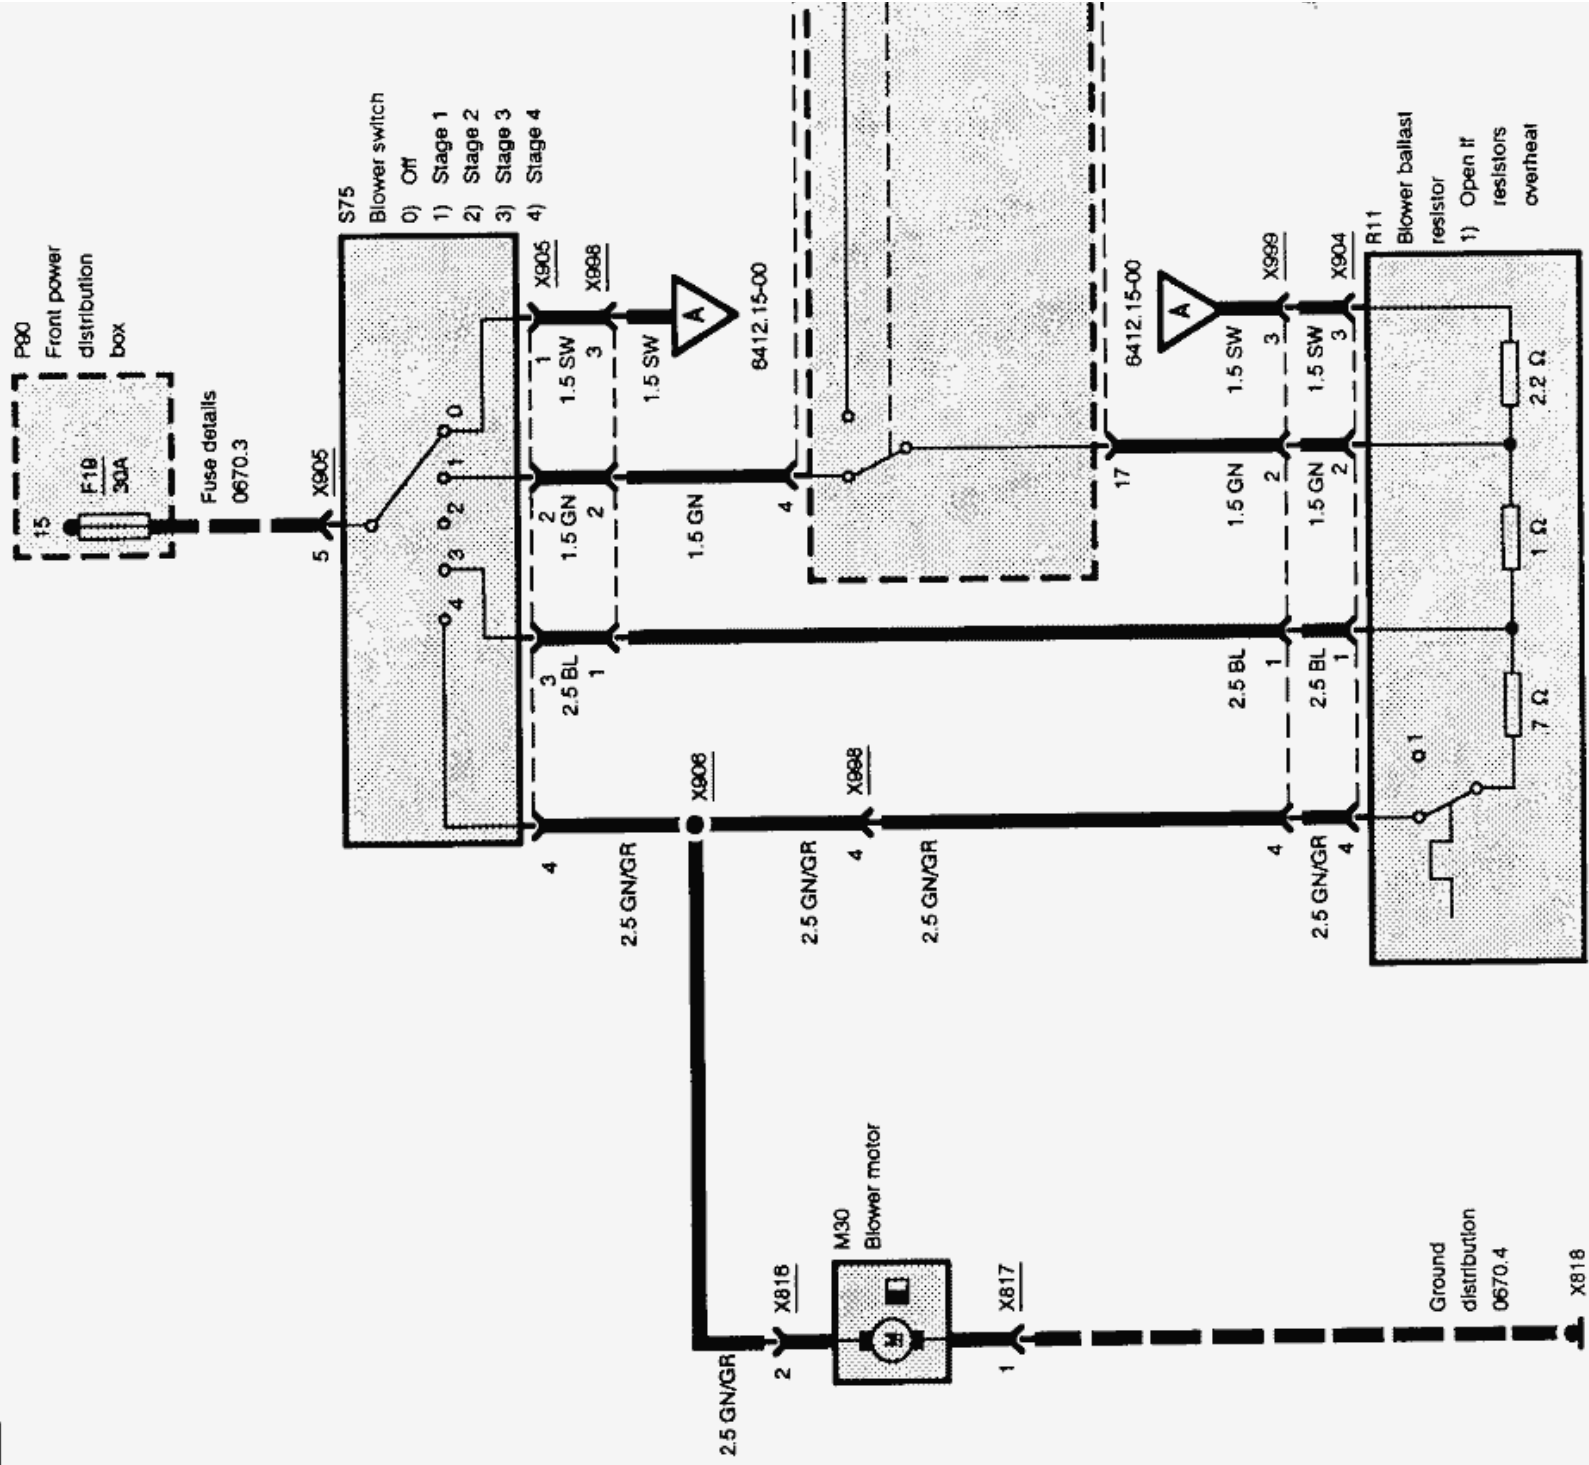 P90
Front power
distribution
box
15
F19
30A
Fuse details
0670.3
5
X905
S75
Blower switch
0) Off
1) Stage 1
2) Stage 2
3) Stage 3
4) Stage 4
4
3
2
1
0
4
3
2
1
X905
2.5 BL
1.5 GN
1.5 SW
1
2
3
X998
2.5 GN/GR
X906
1.5 GN
1.5 SW
A
6412.15-00
4
2.5 GN/GR
4
X998
2.5 GN/GR
17
6412.15-00
A
2.5 BL
1.5 GN
1.5 SW
4
1
2
3
X999
2.5 GN/GR
2.5 BL
1.5 GN
1.5 SW
4
1
2
3
X904
R11
Blower ballast
resistor
1) Open if
resistors
overheat
1
.7 Ω
1 Ω
2.2 Ω
2.5 GN/GR
2
X816
M30
Blower motor
M
1
X817
Ground
distribution
0670.4
X818